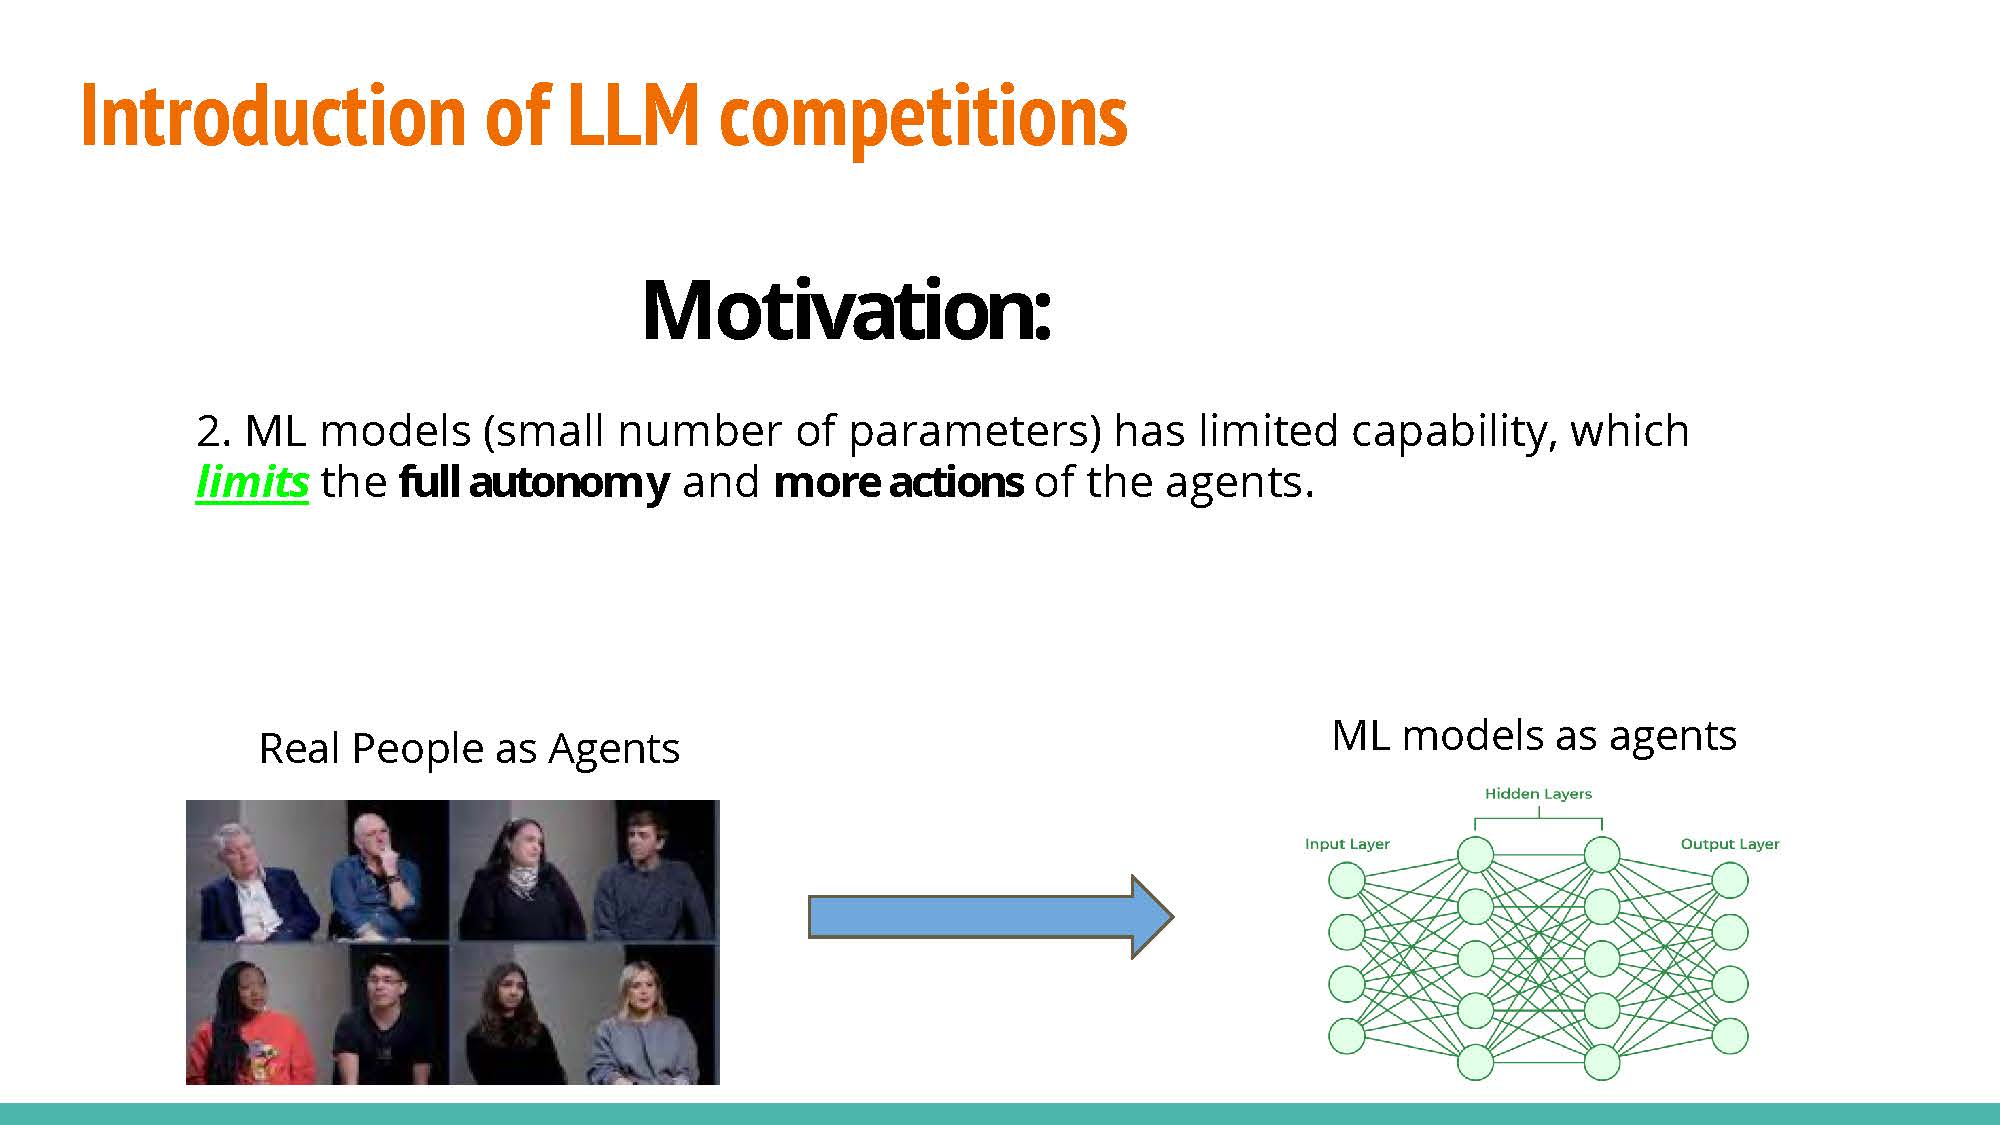 Introduction of LLM competitions
Motivation:
2. ML models (small number of parameters) has limited capability, which
limits the full autonomy and more actions of the agents.
Real People as Agents
ML models as agents
Hidden Layers
Input Layer
Output Layer